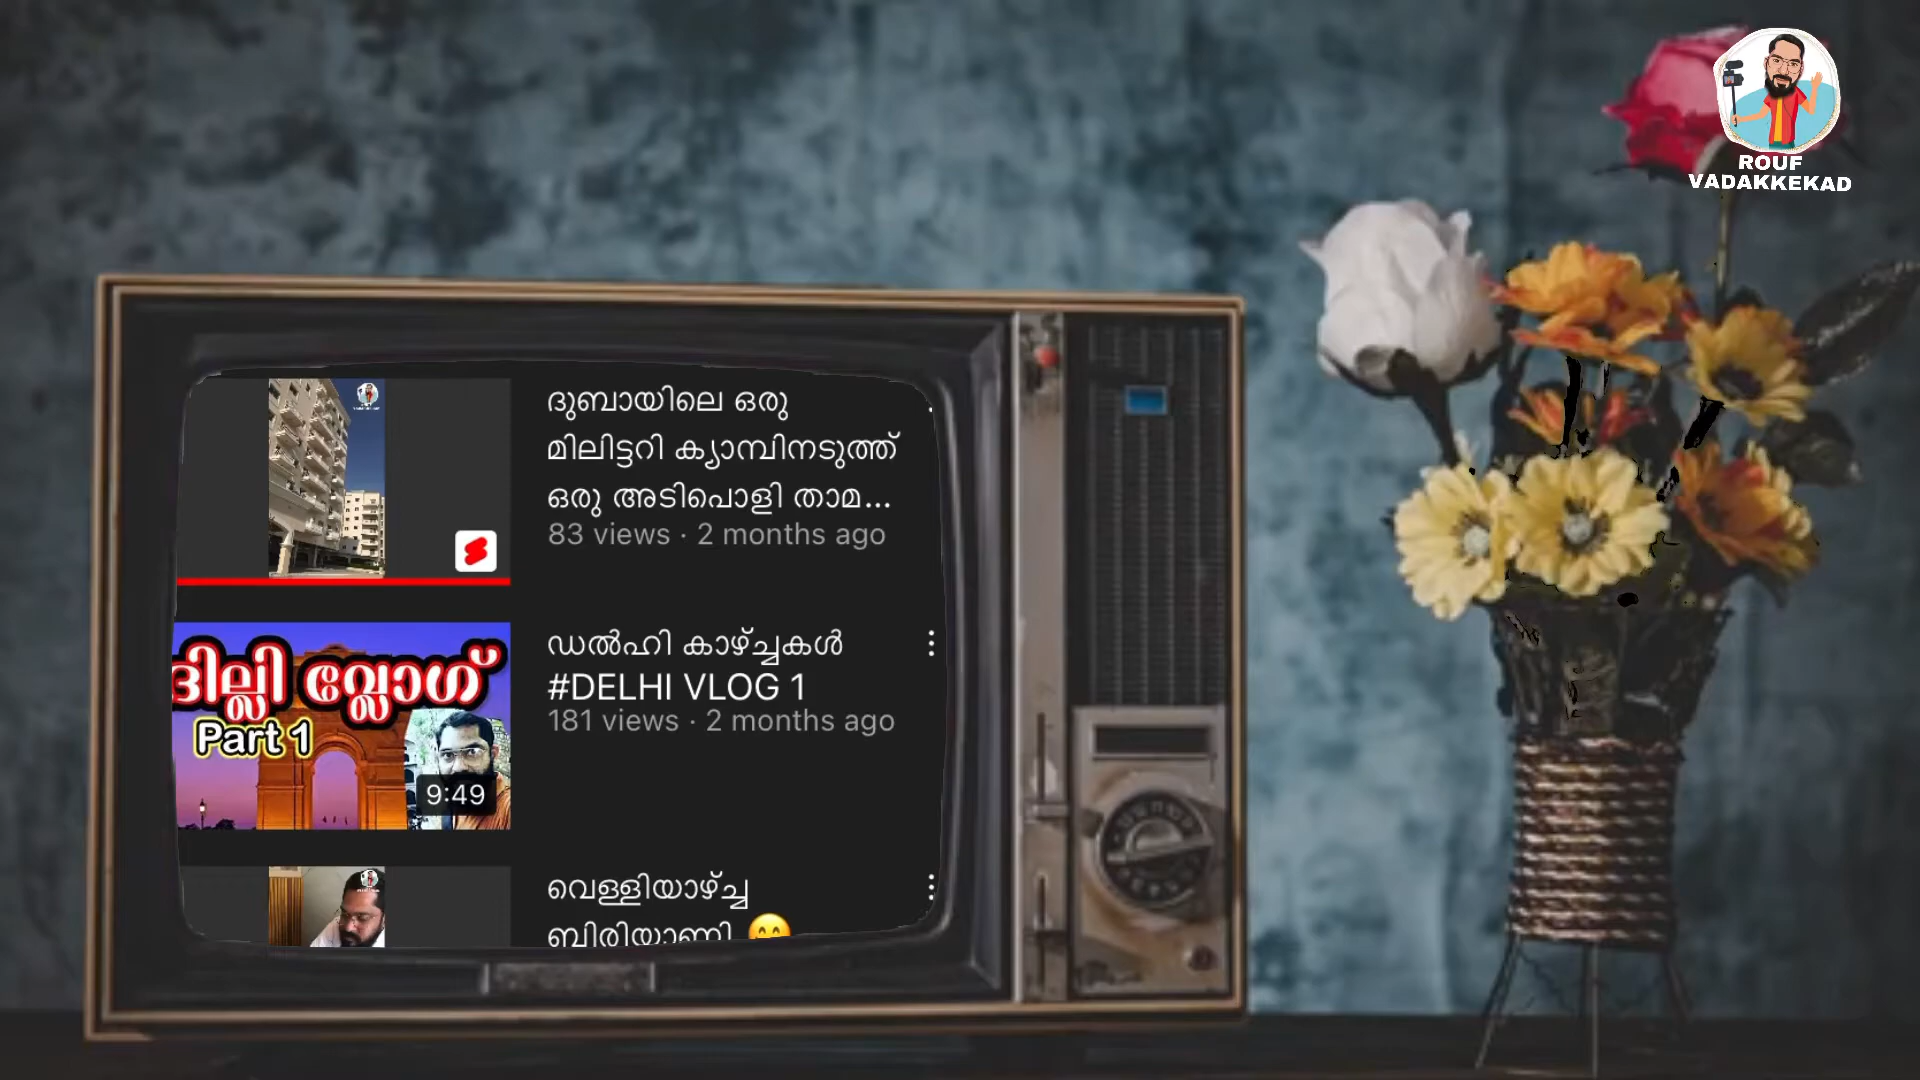 ROUF
VADAKKEKAD
ദുബായിലെ ഒരു
മിലിട്ടറി ക്യാമ്പിനടുത്ത്
ഒരു അടിപൊളി താമ...
83 views · 2 months ago
ദില്ലി വ്ലോഗ്
Part 1
9:49
ഡൽഹി കാഴ്ച്ചകൾ
#DELHI VLOG 1
181 views · 2 months ago
വെള്ളിയാഴ്ച്ച
ബിരിയാണി 😋